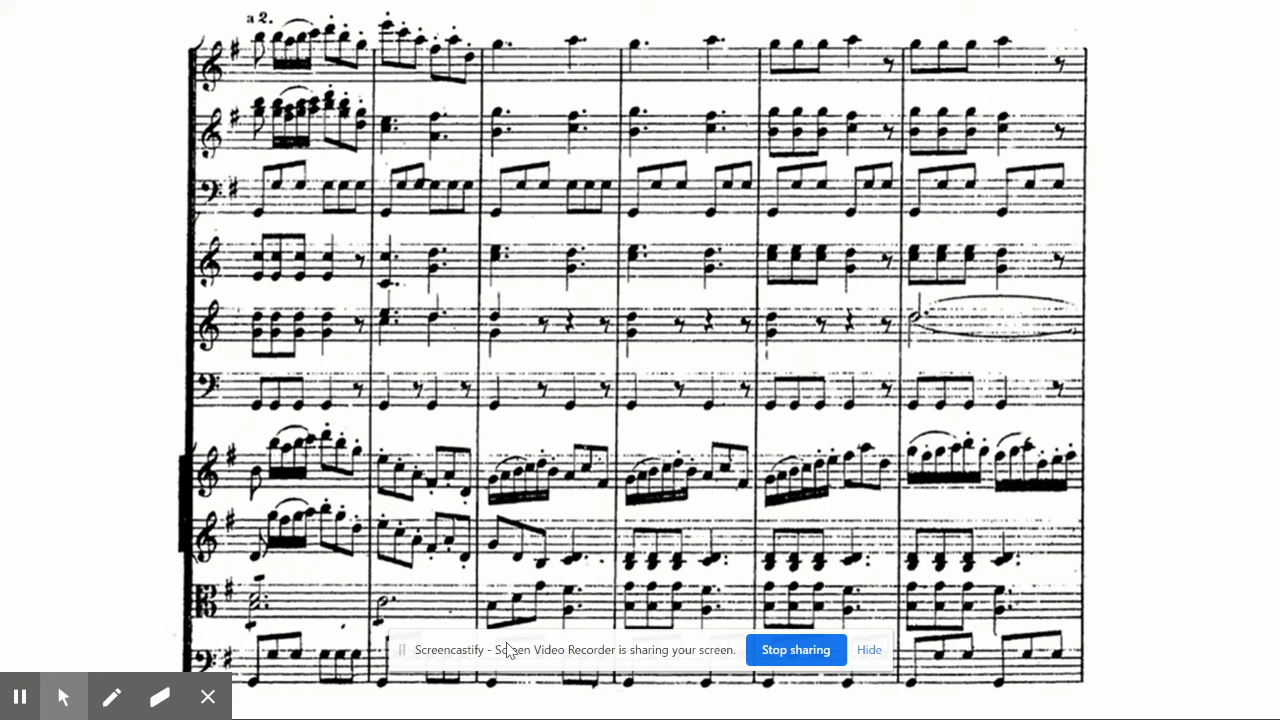 a 2.
Screencastify - Screen Video Recorder is sharing your screen.
Stop sharing
Hide